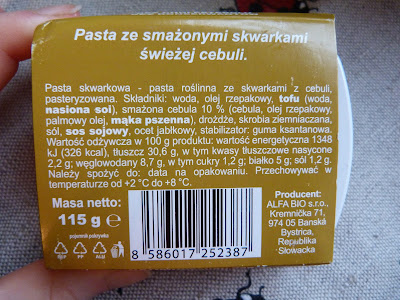 Pasta ze smażonymi skwarkami
świeżej cebuli.
Pasta skwarkowa - pasta roślinna ze skwarkami z cebuli,
pasteryzowana. Składniki: woda, olej rzepakowy, tofu (woda,
nasiona soi), smażona cebula 10 % (cebula, olej rzepakowy,
palmowy olej, mąka pszenna), drożdże, skrobia ziemniaczana,
sól, sos sojowy, ocet jabłkowy, stabilizator: guma ksantanowa.
Wartość odżywcza w 100 g produktu: wartość energetyczna 1348
kJ (326 kcal), tłuszcz 30,6 g, w tym kwasy tłuszczowe nasycone
2,2 g; węglowodany 8,7 g, w tym cukry 1,2 g; białko 5 g; sól 1,2 g.
Należy spożyć do: data na opakowaniu. Przechowywać w
temperaturze od +2 °C do +8 °C.
Masa netto:
115 g e
pojemnik pokrywka
PP
ALU
8 586017 252387
Producent:
ALFA BIO s.r.o.,
Kremnička 71,
974 05 Banská
Bystrica,
Republika
Słowacka